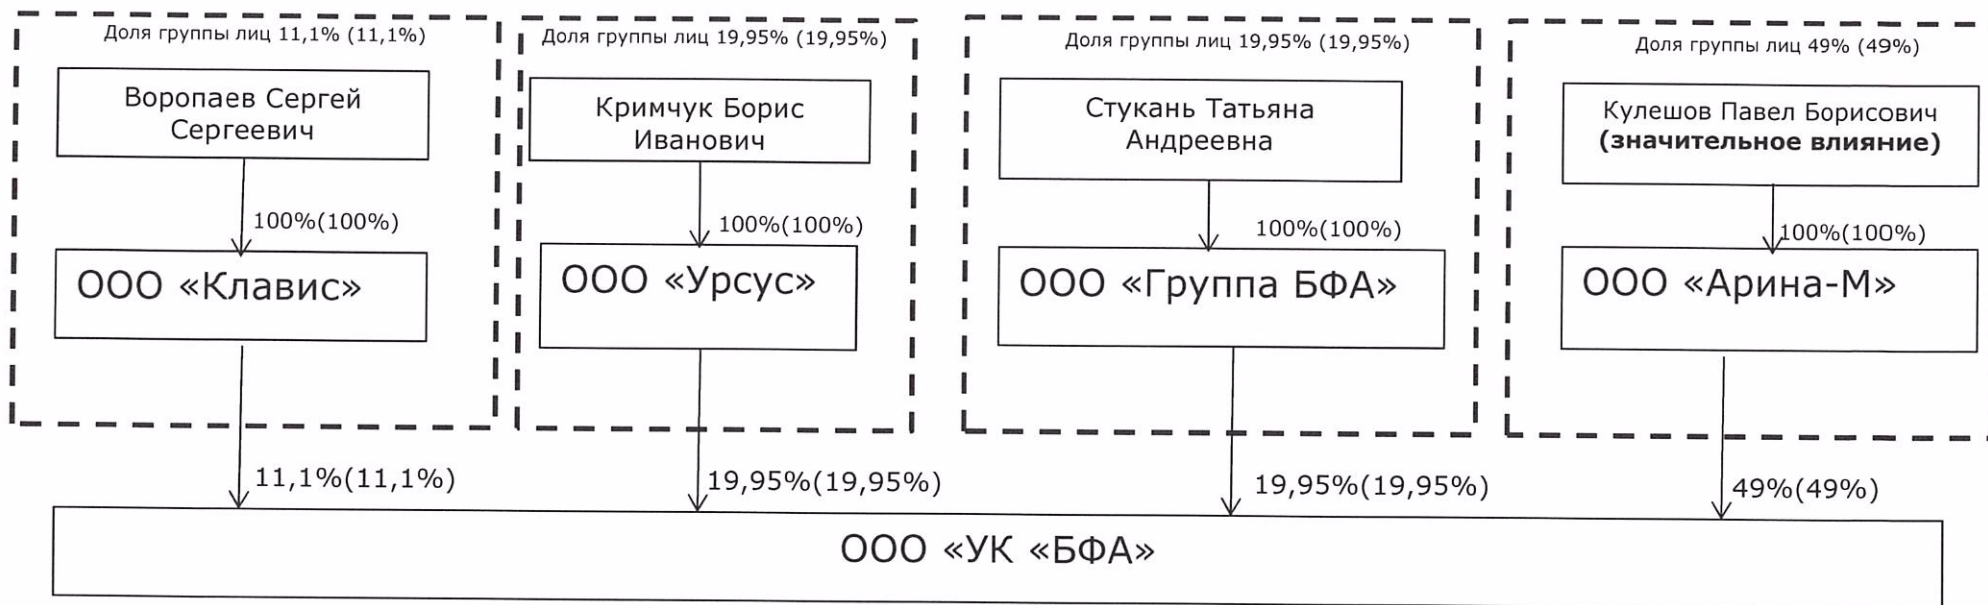 Доля группы лиц 11,1% (11,1%)
Воропаев Сергей
Сергеевич
100%(100%)
ООО «Клавис»
11,1%(11,1%)
Доля группы лиц 19,95% (19,95%)
Кримчук Борис
Иванович
100%(100%)
ООО «Урсус»
19,95%(19,95%)
Доля группы лиц 19,95% (19,95%)
Стукань Татьяна
Андреевна
100%(100%)
ООО «Группа БФА»
19,95%(19,95%)
Доля группы лиц 49% (49%)
Кулешов Павел Борисович
(значительное влияние)
100%(100%)
ООО «Арина-М»
49%(49%)
ООО «УК «БФА»